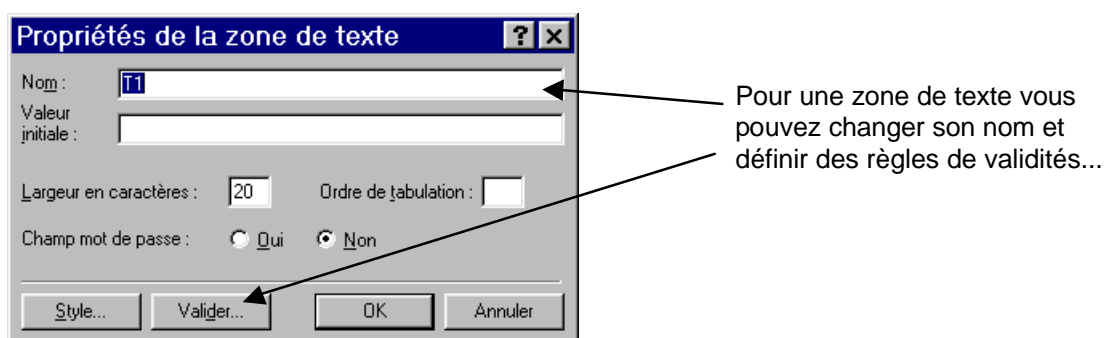 Propriétés de la zone de texte
Nom : T1
Valeur
initiale :
Largeur en caractères : 20 Ordre de tabulation :
Champ mot de passe : Oui Non
Style... Valider... OK Annuler
Pour une zone de texte vous
pouvez changer son nom et
définir des règles de validités...